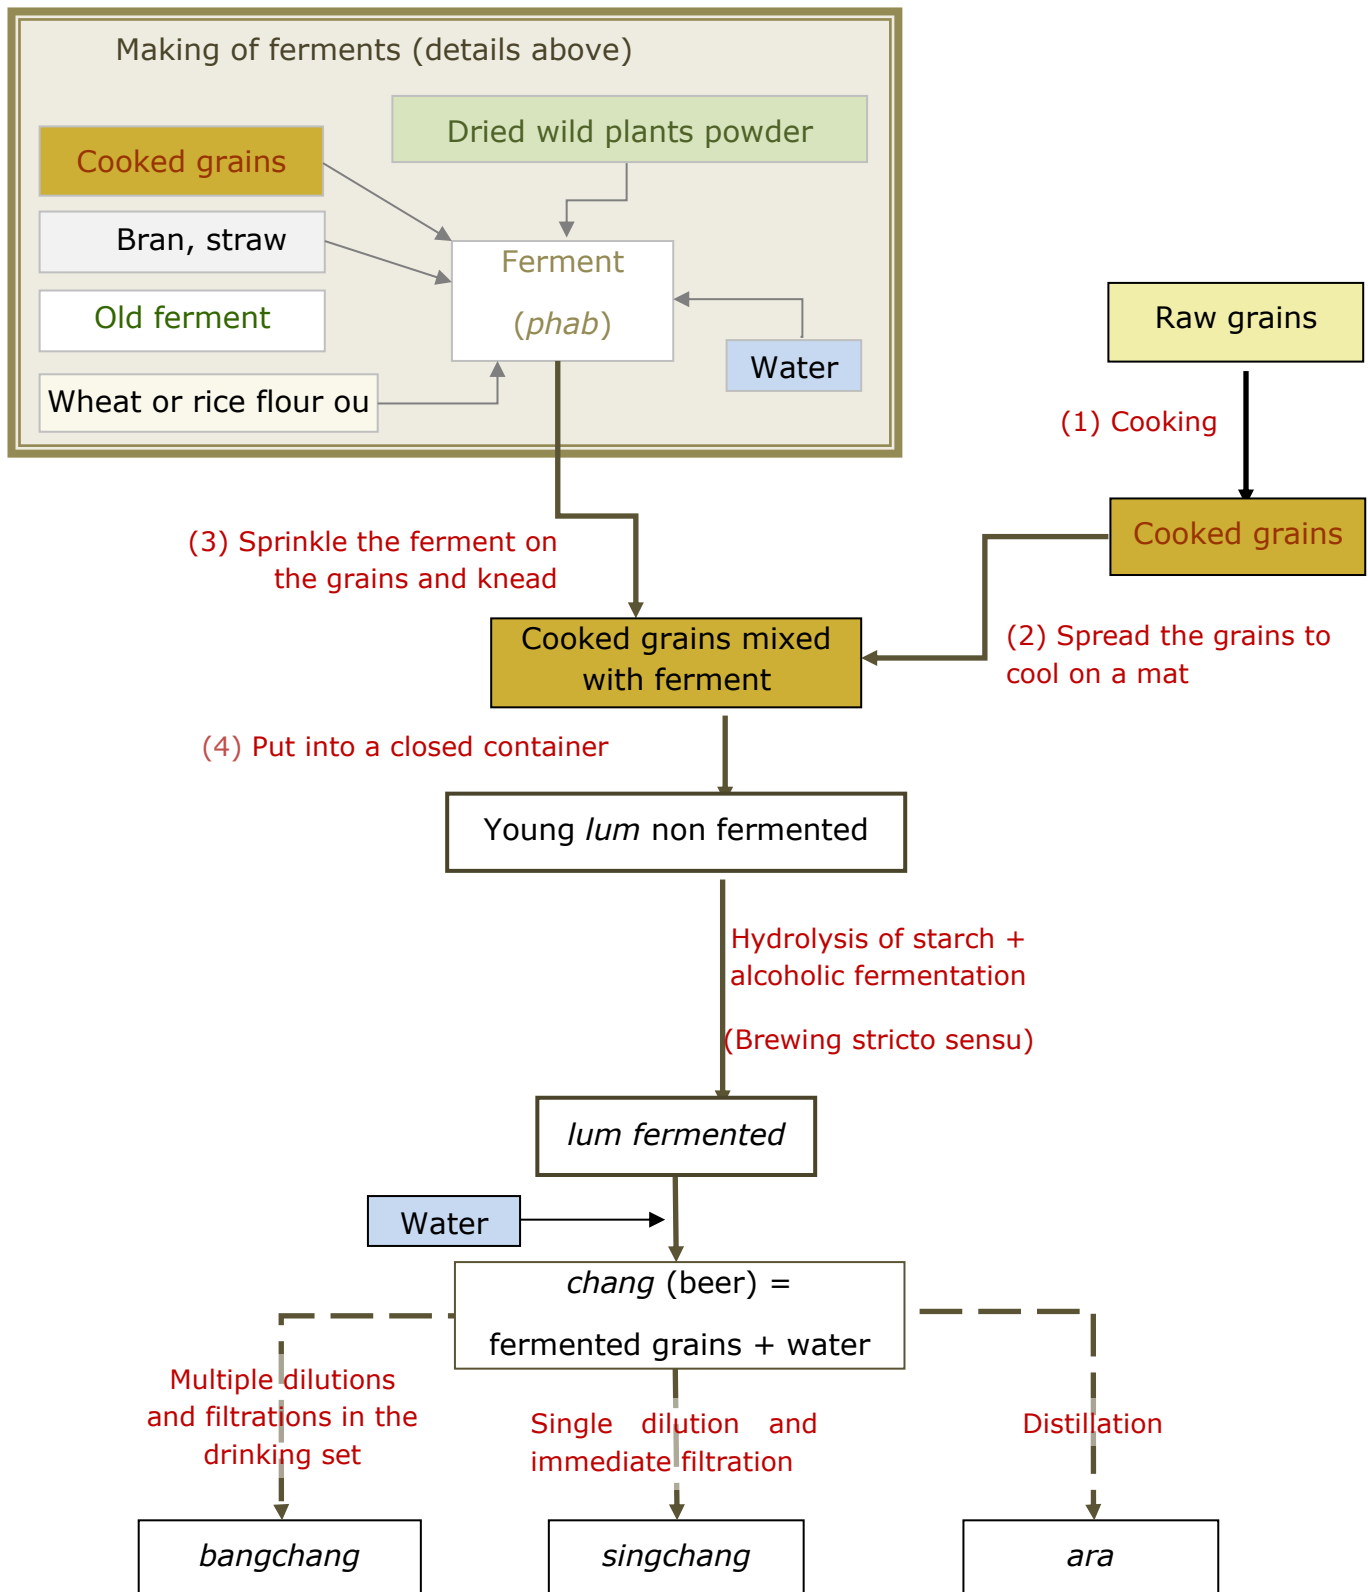 Making of ferments (details above)
Dried wild plants powder
Cooked grains
Bran, straw
Old ferment
Wheat or rice flour ou
Ferment
(phab)
Water
Raw grains
(1) Cooking
Cooked grains
(2) Spread the grains to
cool on a mat
(3) Sprinkle the ferment on
the grains and knead
Cooked grains mixed
with ferment
(4) Put into a closed container
Young lum non fermented
Hydrolysis of starch +
alcoholic fermentation
(Brewing stricto sensu)
lum fermented
Water
chang (beer) =
fermented grains + water
Multiple dilutions
and filtrations in the
drinking set
Single dilution and
immediate filtration
Distillation
bangchang
singchang
ara